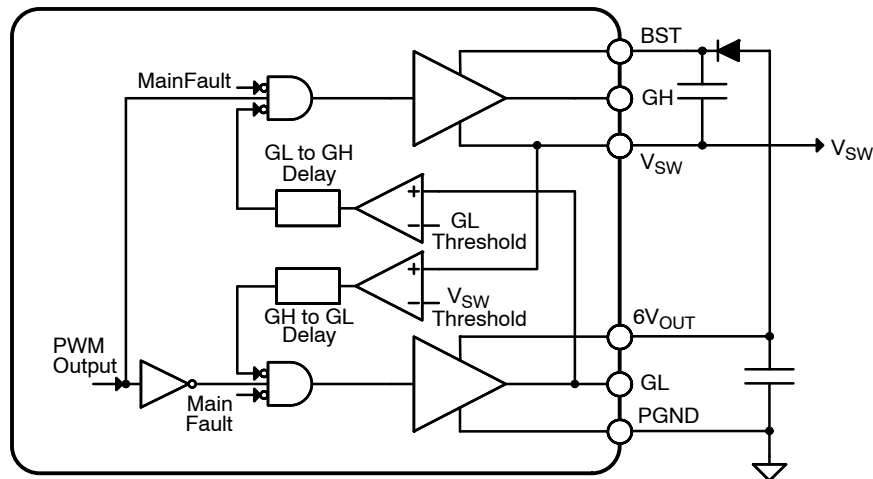 BST
MainFault
GH
V_SW
V_SW
GL to GH
Delay
+
−
GL
Threshold
+
−
V_SW
Threshold
GH to GL
Delay
6V_OUT
PWM
Output
GL
Main
Fault
PGND